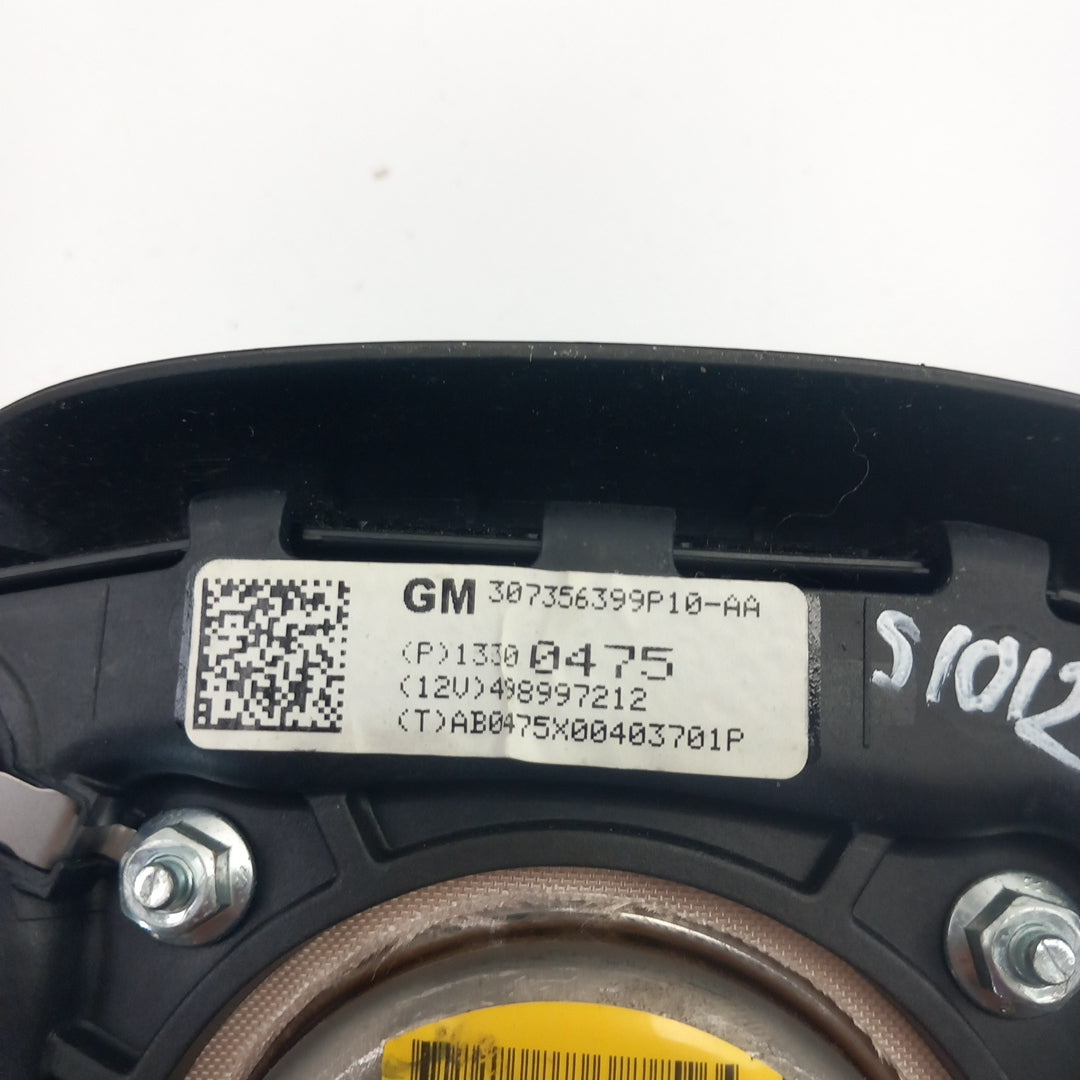 GM 307356399P10-AA
(P)1330 0475
(12V)498997212
(T)AB0475X00403701P
S1012